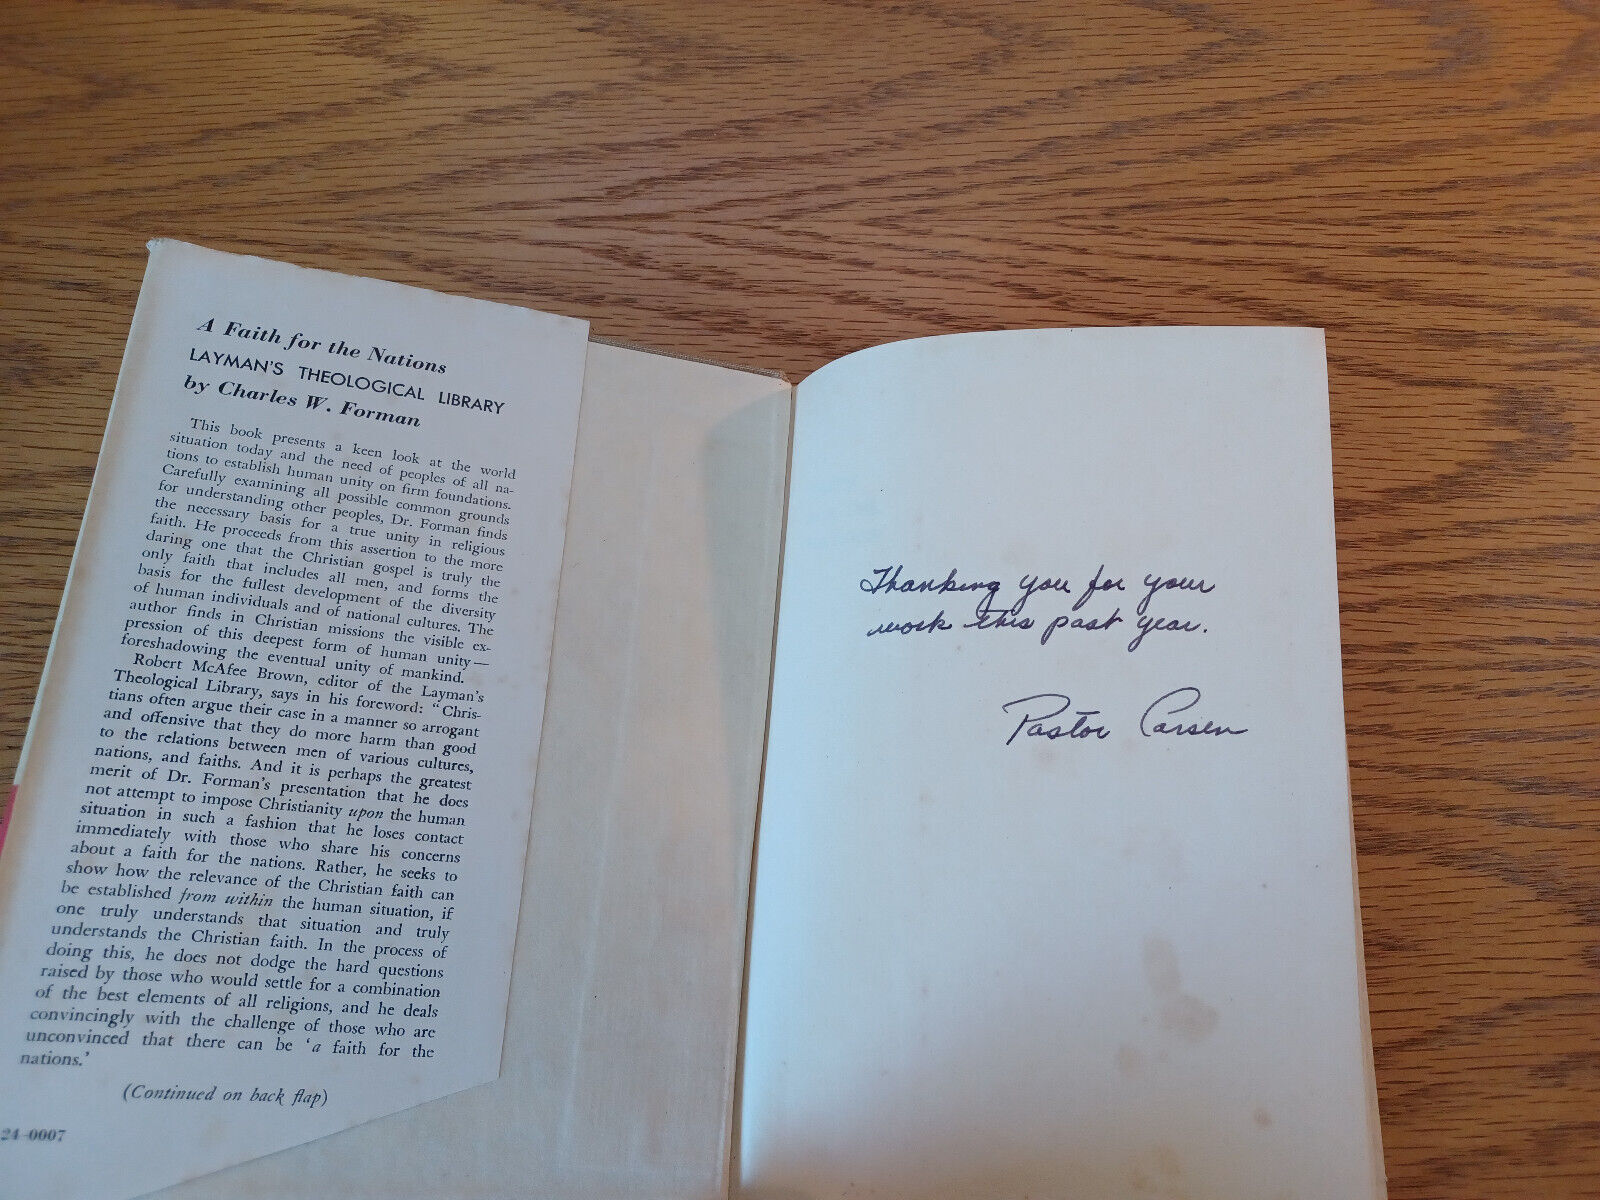 A Faith for the Nations
LAYMAN'S THEOLOGICAL LIBRARY
by Charles W. Forman
This book presents a keen look at the world
situation today and the need of peoples of all na-
tions to establish human unity on firm foundations.
Carefully examining all possible common grounds
for understanding other peoples, Dr. Forman finds
the necessary basis for a true unity in religious
faith. He proceeds from this assertion to the more
daring one that the Christian gospel is truly the
only faith that includes all men, and forms the
basis for the fullest development of the diversity
of human individuals and of national cultures. The
author finds in Christian missions the visible ex-
pression of this deepest form of human unity—
foreshadowing the eventual unity of mankind.
Robert McAfee Brown, editor of the Layman's
Theological Library, says in his foreword: "Chris-
tians often argue their case in a manner so arrogant
and offensive that they do more harm than good
to the relations between men of various cultures,
nations, and faiths. And it is perhaps the greatest
merit of Dr. Forman's presentation that he does
not attempt to impose Christianity upon the human
situation in such a fashion that he loses contact
immediately with those who share his concerns
about a faith for the nations. Rather, he seeks to
show how the relevance of the Christian faith can
be established from within the human situation, if
one truly understands that situation and truly
understands the Christian faith. In the process of
doing this, he does not dodge the hard questions
raised by those who would settle for a combination
of the best elements of all religions, and he deals
convincingly with the challenge of those who are
unconvinced that there can be 'a faith for the
nations.'
(Continued on back flap)
24-0007
Thanking you for your
work this past year.
Pastor Carsen